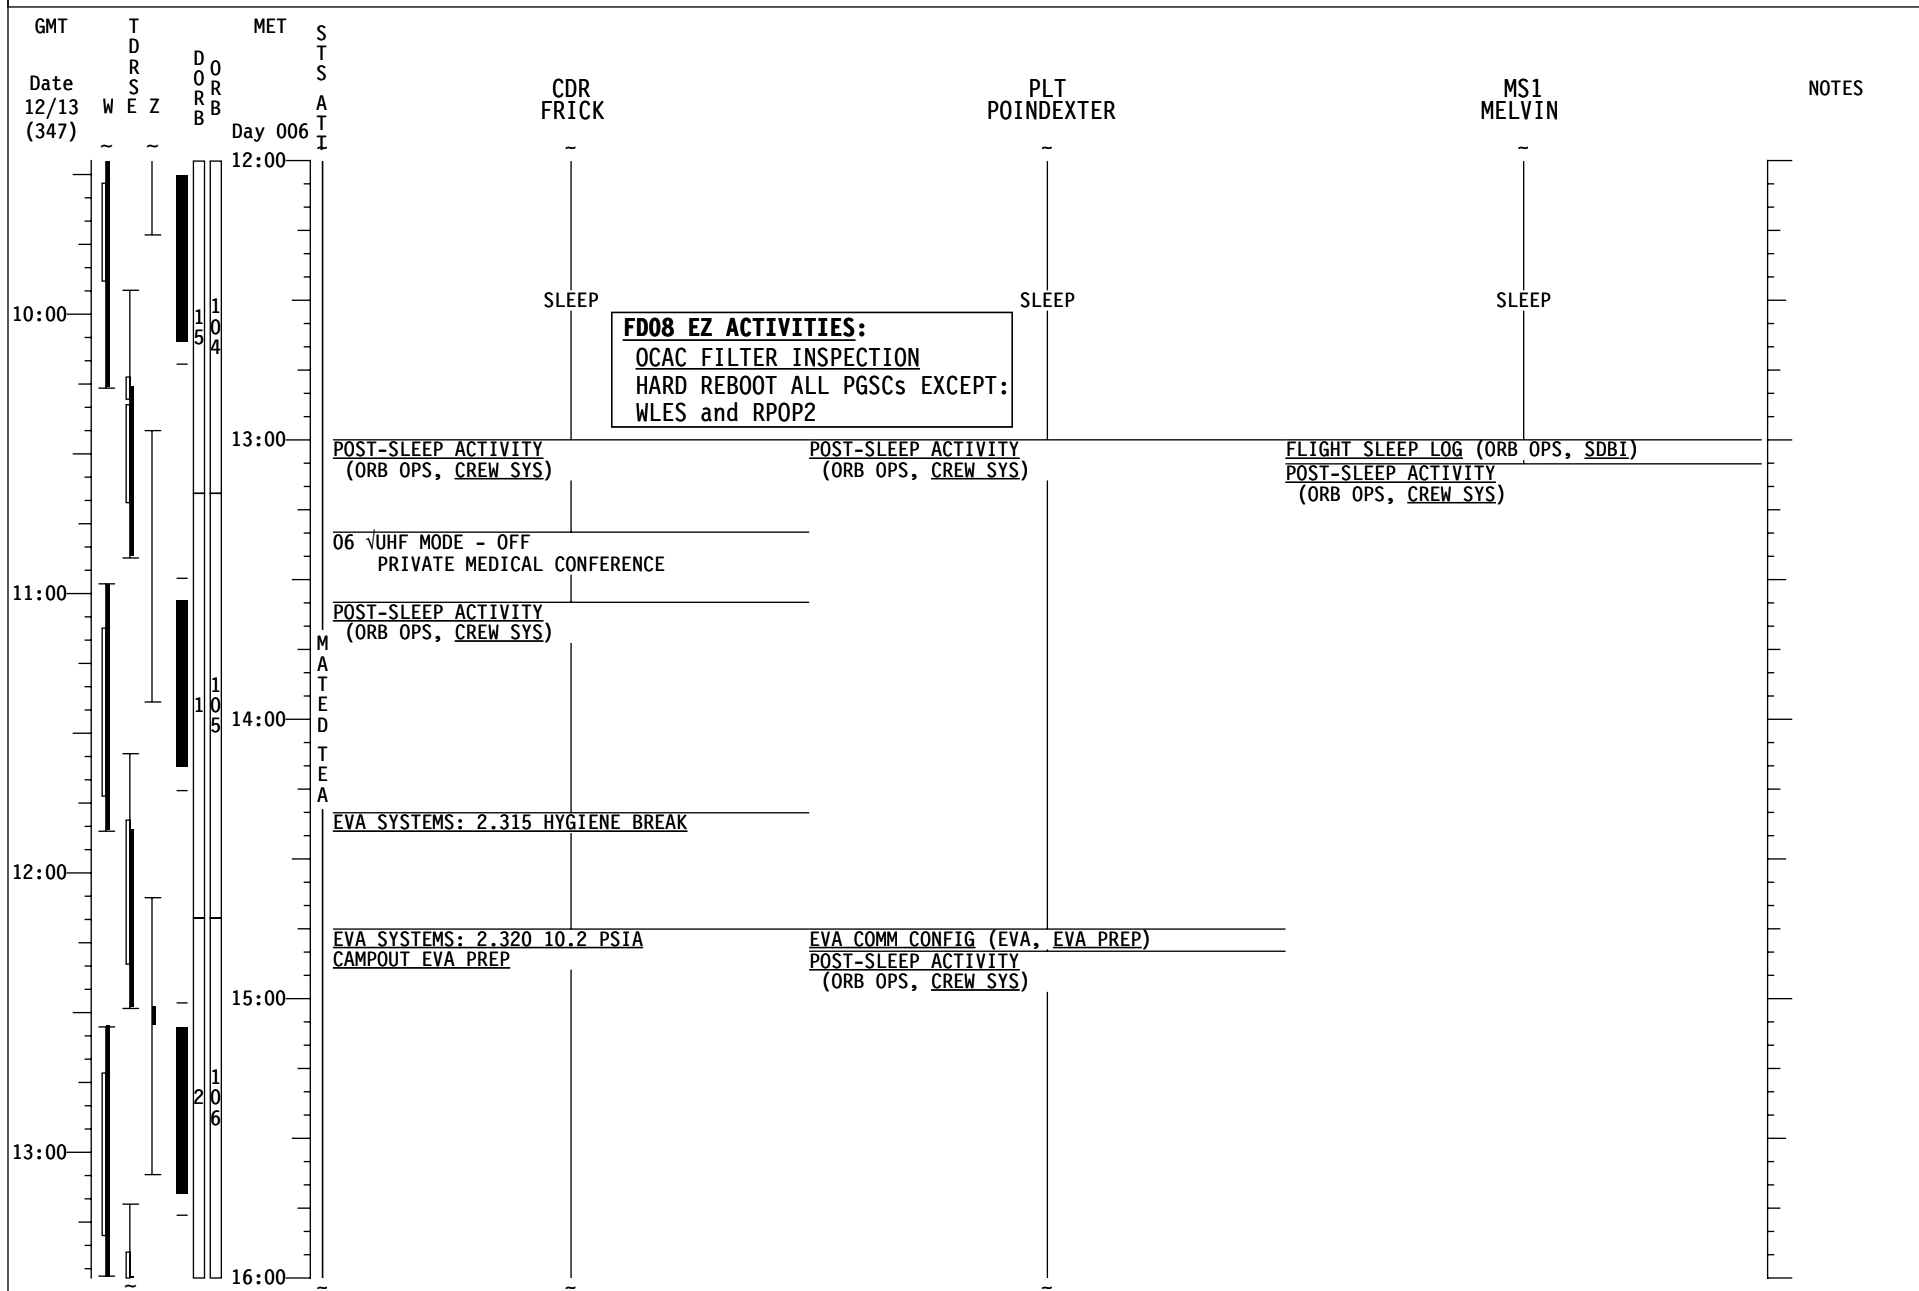 GMT
TDRS
MET
STS ATTI
DORB
ORB
Date
12/13
(347)
W E Z
Day 006
CDR
FRICK
PLT
POINDEXTER
MS1
MELVIN
NOTES
~ ~ ~ ~ ~
12:00
SLEEP SLEEP SLEEP
10:00
15
104
FD08 EZ ACTIVITIES:
OCAC FILTER INSPECTION
HARD REBOOT ALL PGSCs EXCEPT:
WLES and RPOP2
13:00
POST-SLEEP ACTIVITY
(ORB OPS, CREW SYS)
POST-SLEEP ACTIVITY
(ORB OPS, CREW SYS)
FLIGHT SLEEP LOG (ORB OPS, SDBI)
POST-SLEEP ACTIVITY
(ORB OPS, CREW SYS)
06 √UHF MODE - OFF
PRIVATE MEDICAL CONFERENCE
11:00
POST-SLEEP ACTIVITY
(ORB OPS, CREW SYS)
MATED TEA
1
105
14:00
EVA SYSTEMS: 2.315 HYGIENE BREAK
12:00
EVA SYSTEMS: 2.320 10.2 PSIA
CAMPOUT EVA PREP
EVA COMM CONFIG (EVA, EVA PREP)
POST-SLEEP ACTIVITY
(ORB OPS, CREW SYS)
15:00
2
106
13:00
16:00
~ ~ ~ ~